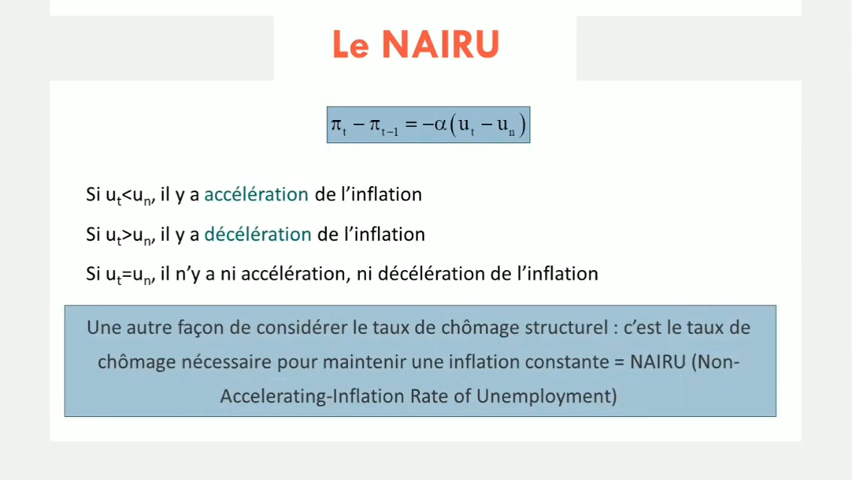 Le NAIRU
πₜ − πₜ₋₁ = −α(uₜ − uₙ)
Si uₜ<uₙ, il y a accélération de l’inflation
Si uₜ>uₙ, il y a décélération de l’inflation
Si uₜ=uₙ, il n’y a ni accélération, ni décélération de l’inflation
Une autre façon de considérer le taux de chômage structurel : c’est le taux de
chômage nécessaire pour maintenir une inflation constante = NAIRU (Non-
Accelerating-Inflation Rate of Unemployment)